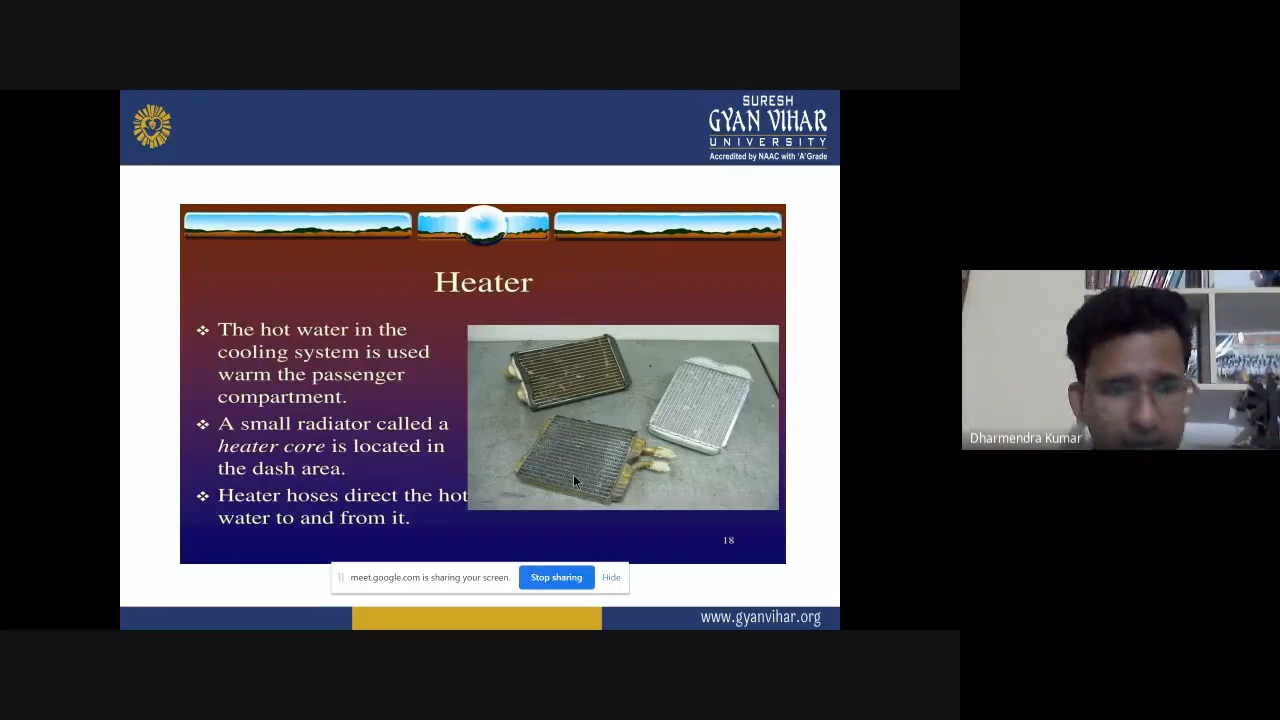 SURESH
GYAN VIHAR
UNIVERSITY
Accredited by NAAC with 'A' Grade
Heater
❖ The hot water in the
cooling system is used
warm the passenger
compartment.
❖ A small radiator called a
heater core is located in
the dash area.
❖ Heater hoses direct the hot
water to and from it.
18
meet.google.com is sharing your screen.
Stop sharing
Hide
www.gyanvihar.org
Dharmendra Kumar